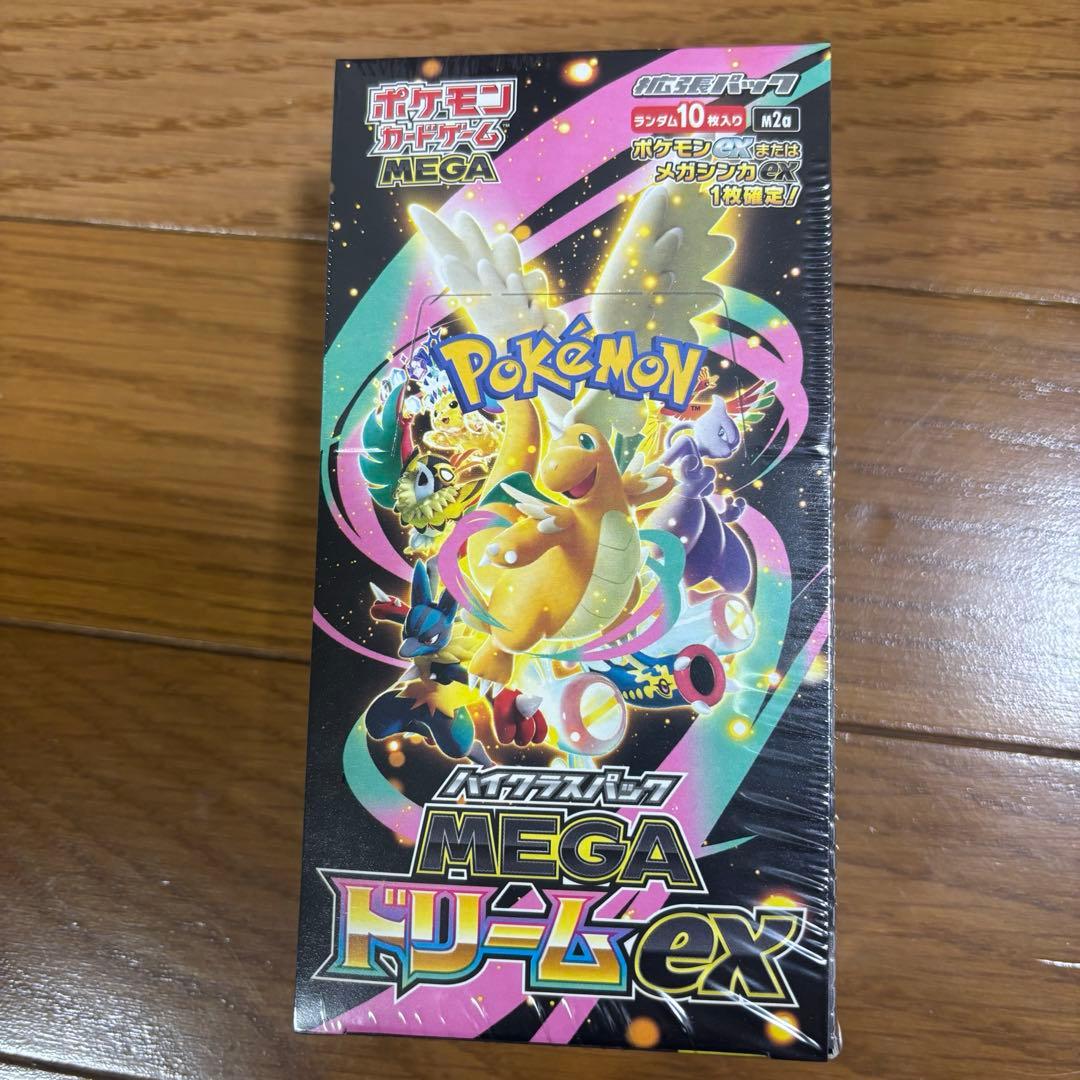 ポケモン
カードゲーム
MEGA
拡張パック
ランダム10枚入り M2a
ポケモンexまたは
メガシンカex
1枚確定!
POKéMON
TM
ハイクラスパック
MEGA
ドリームex